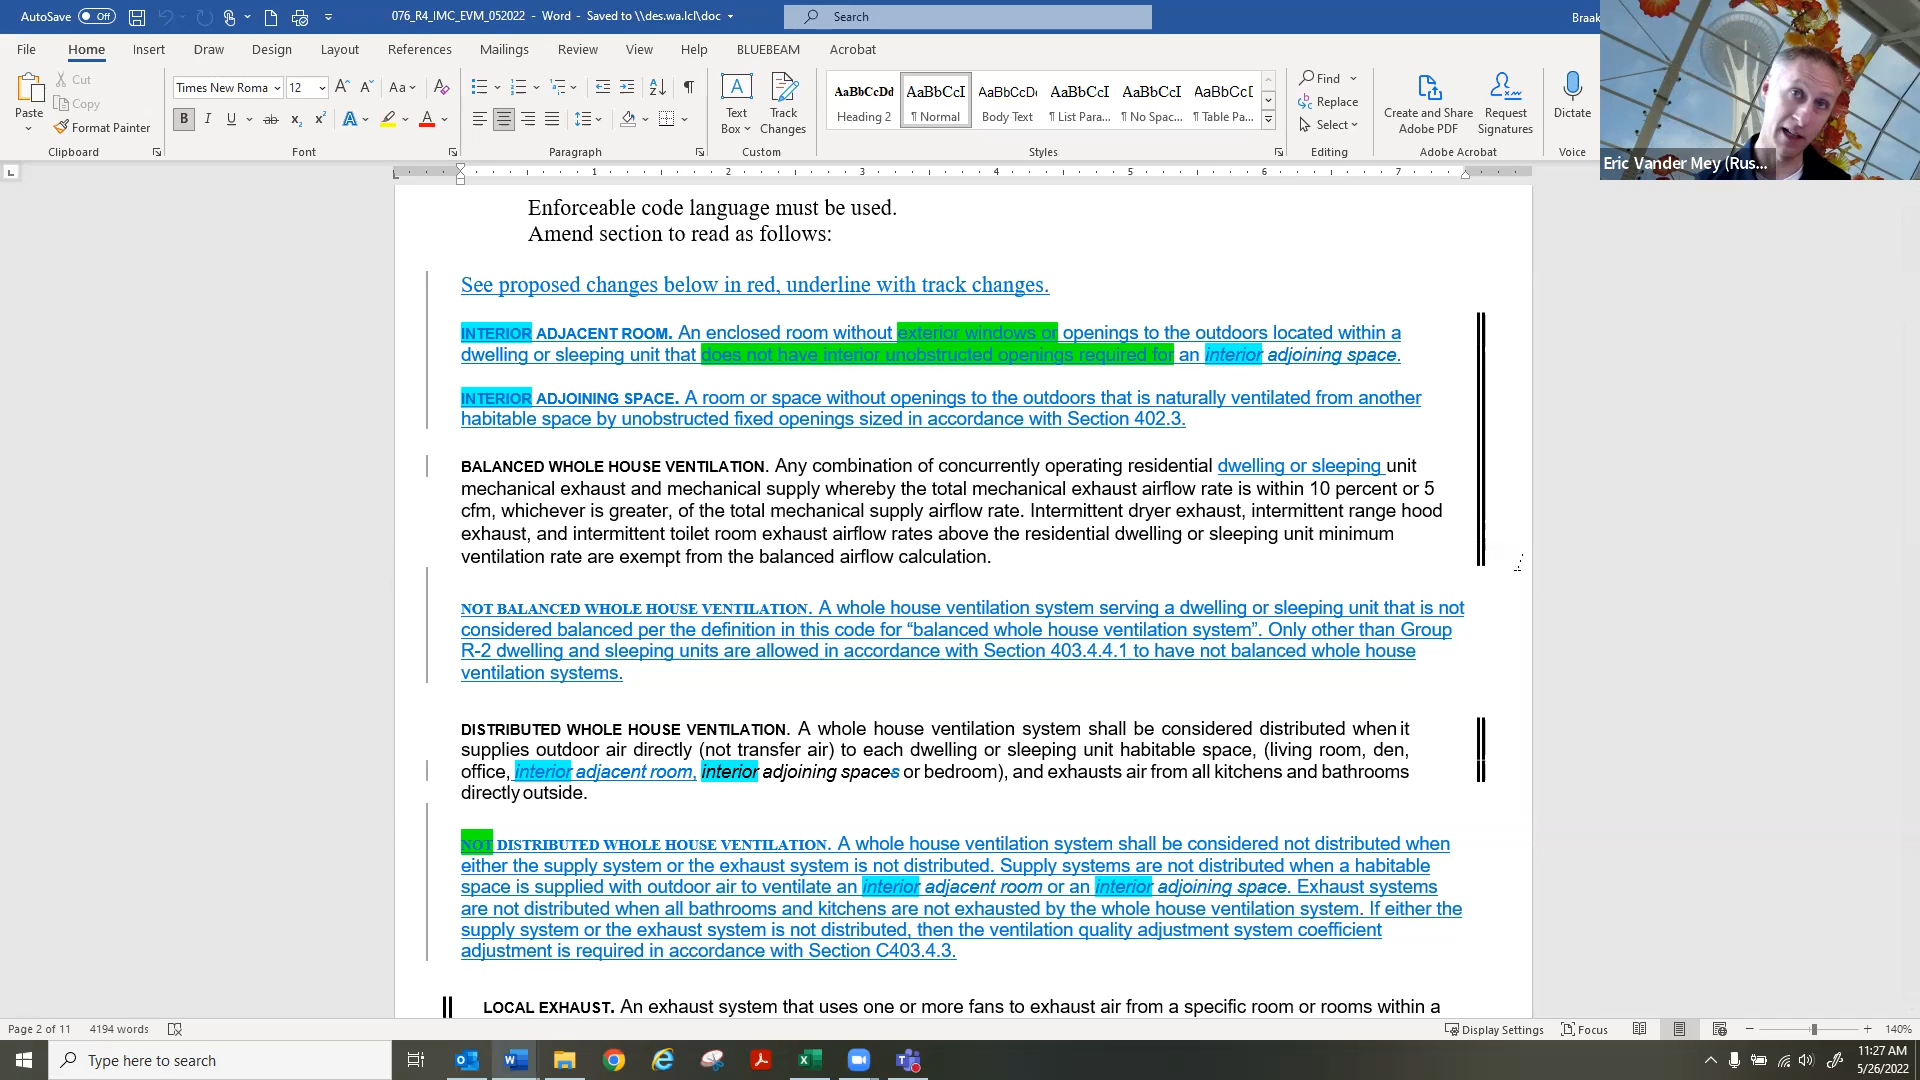 AutoSave Off 076_R4_IMC_EVM_052022 - Word - Saved to \\des.wa.lcl\doc Search Braak
File Home Insert Draw Design Layout References Mailings Review View Help BLUEBEAM Acrobat
Paste Cut Copy Format Painter
Times New Roma 12
Text Box Track Changes
AaBbCcDd AaBbCcI AaBbCcDc AaBbCcI AaBbCcI AaBbCcI
Heading 2 ¶ Normal Body Text ¶ List Para... ¶ No Spac... ¶ Table Pa...
Find Replace Select
Create and Share Adobe PDF Request Signatures Dictate
Clipboard Font Paragraph Custom Styles Editing Adobe Acrobat Voice
Eric Vander Mey (Rus...
1 2 3 4 5 6 7
Enforceable code language must be used.
Amend section to read as follows:
See proposed changes below in red, underline with track changes.
INTERIOR ADJACENT ROOM. An enclosed room without exterior windows or openings to the outdoors located within a
dwelling or sleeping unit that does not have interior unobstructed openings required for an interior adjoining space.
INTERIOR ADJOINING SPACE. A room or space without openings to the outdoors that is naturally ventilated from another
habitable space by unobstructed fixed openings sized in accordance with Section 402.3.
BALANCED WHOLE HOUSE VENTILATION. Any combination of concurrently operating residential dwelling or sleeping unit
mechanical exhaust and mechanical supply whereby the total mechanical exhaust airflow rate is within 10 percent or 5
cfm, whichever is greater, of the total mechanical supply airflow rate. Intermittent dryer exhaust, intermittent range hood
exhaust, and intermittent toilet room exhaust airflow rates above the residential dwelling or sleeping unit minimum
ventilation rate are exempt from the balanced airflow calculation.
NOT BALANCED WHOLE HOUSE VENTILATION. A whole house ventilation system serving a dwelling or sleeping unit that is not
considered balanced per the definition in this code for “balanced whole house ventilation system”. Only other than Group
R-2 dwelling and sleeping units are allowed in accordance with Section 403.4.4.1 to have not balanced whole house
ventilation systems.
DISTRIBUTED WHOLE HOUSE VENTILATION. A whole house ventilation system shall be considered distributed when it
supplies outdoor air directly (not transfer air) to each dwelling or sleeping unit habitable space, (living room, den,
office, interior adjacent room, interior adjoining spaces or bedroom), and exhausts air from all kitchens and bathrooms
directly outside.
NOT DISTRIBUTED WHOLE HOUSE VENTILATION. A whole house ventilation system shall be considered not distributed when
either the supply system or the exhaust system is not distributed. Supply systems are not distributed when a habitable
space is supplied with outdoor air to ventilate an interior adjacent room or an interior adjoining space. Exhaust systems
are not distributed when all bathrooms and kitchens are not exhausted by the whole house ventilation system. If either the
supply system or the exhaust system is not distributed, then the ventilation quality adjustment system coefficient
adjustment is required in accordance with Section C403.4.3.
LOCAL EXHAUST. An exhaust system that uses one or more fans to exhaust air from a specific room or rooms within a
Page 2 of 11 4194 words Display Settings Focus 140%
Type here to search 11:27 AM
5/26/2022